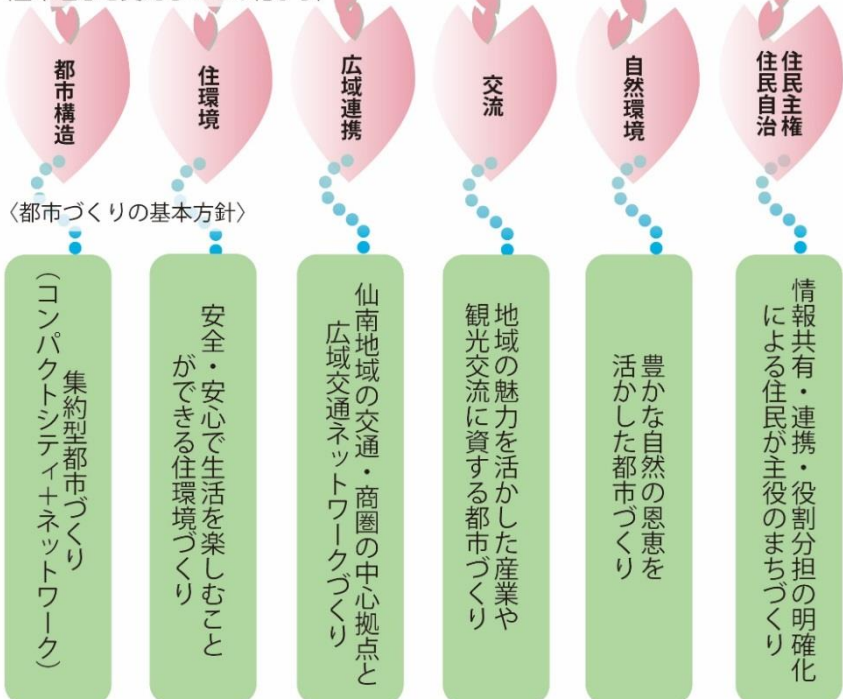 都市構造
住環境
広域連携
交流
自然環境
住民主権
住民自治
〈都市づくりの基本方針〉
集約型都市づくり
（コンパクトシティ＋ネットワーク）
安全・安心で生活を楽しむこと
ができる住環境づくり
仙南地域の交通・商圏の中心拠点と
広域交通ネットワークづくり
地域の魅力を活かした産業や
観光交流に資する都市づくり
豊かな自然の恩恵を
活かした都市づくり
情報共有・連携・役割分担の明確化
による住民が主役のまちづくり